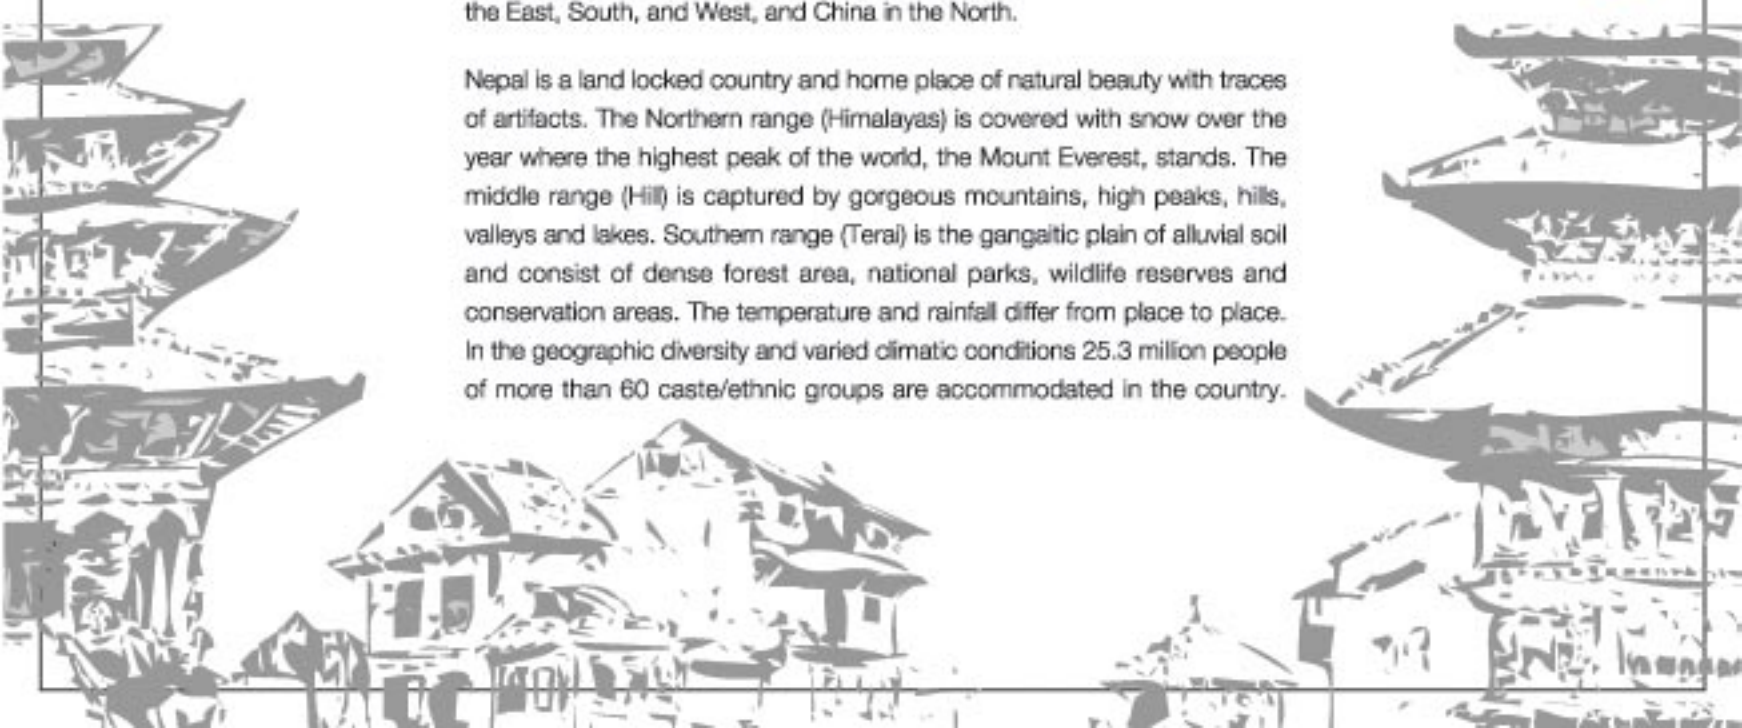 the East, South, and West, and China in the North.
Nepal is a land locked country and home place of natural beauty with traces
of artifacts. The Northern range (Himalayas) is covered with snow over the
year where the highest peak of the world, the Mount Everest, stands. The
middle range (Hill) is captured by gorgeous mountains, high peaks, hills,
valleys and lakes. Southern range (Terai) is the gangaitic plain of alluvial soil
and consist of dense forest area, national parks, wildlife reserves and
conservation areas. The temperature and rainfall differ from place to place.
In the geographic diversity and varied climatic conditions 25.3 million people
of more than 60 caste/ethnic groups are accommodated in the country.